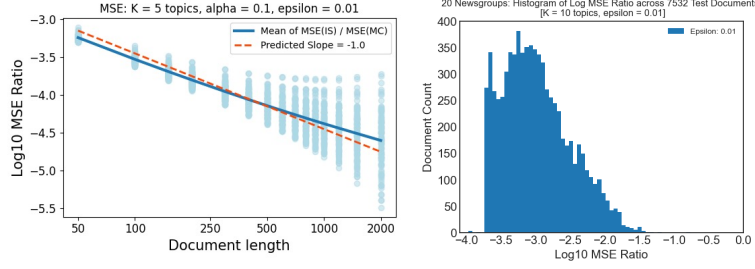 MSE: K = 5 topics, alpha = 0.1, epsilon = 0.01
Log10 MSE Ratio
−3.0
−3.5
−4.0
−4.5
−5.0
−5.5
Mean of MSE(IS) / MSE(MC)
Predicted Slope = -1.0
50 100 250 500 1000 2000
Document length
20 Newsgroups: Histogram of Log MSE Ratio across 7532 Test Documents
[K = 10 topics, epsilon = 0.01]
Document Count
400
350
300
250
200
150
100
50
0
Epsilon: 0.01
−4.0 −3.5 −3.0 −2.5 −2.0 −1.5 −1.0 −0.5 0.0
Log10 MSE Ratio